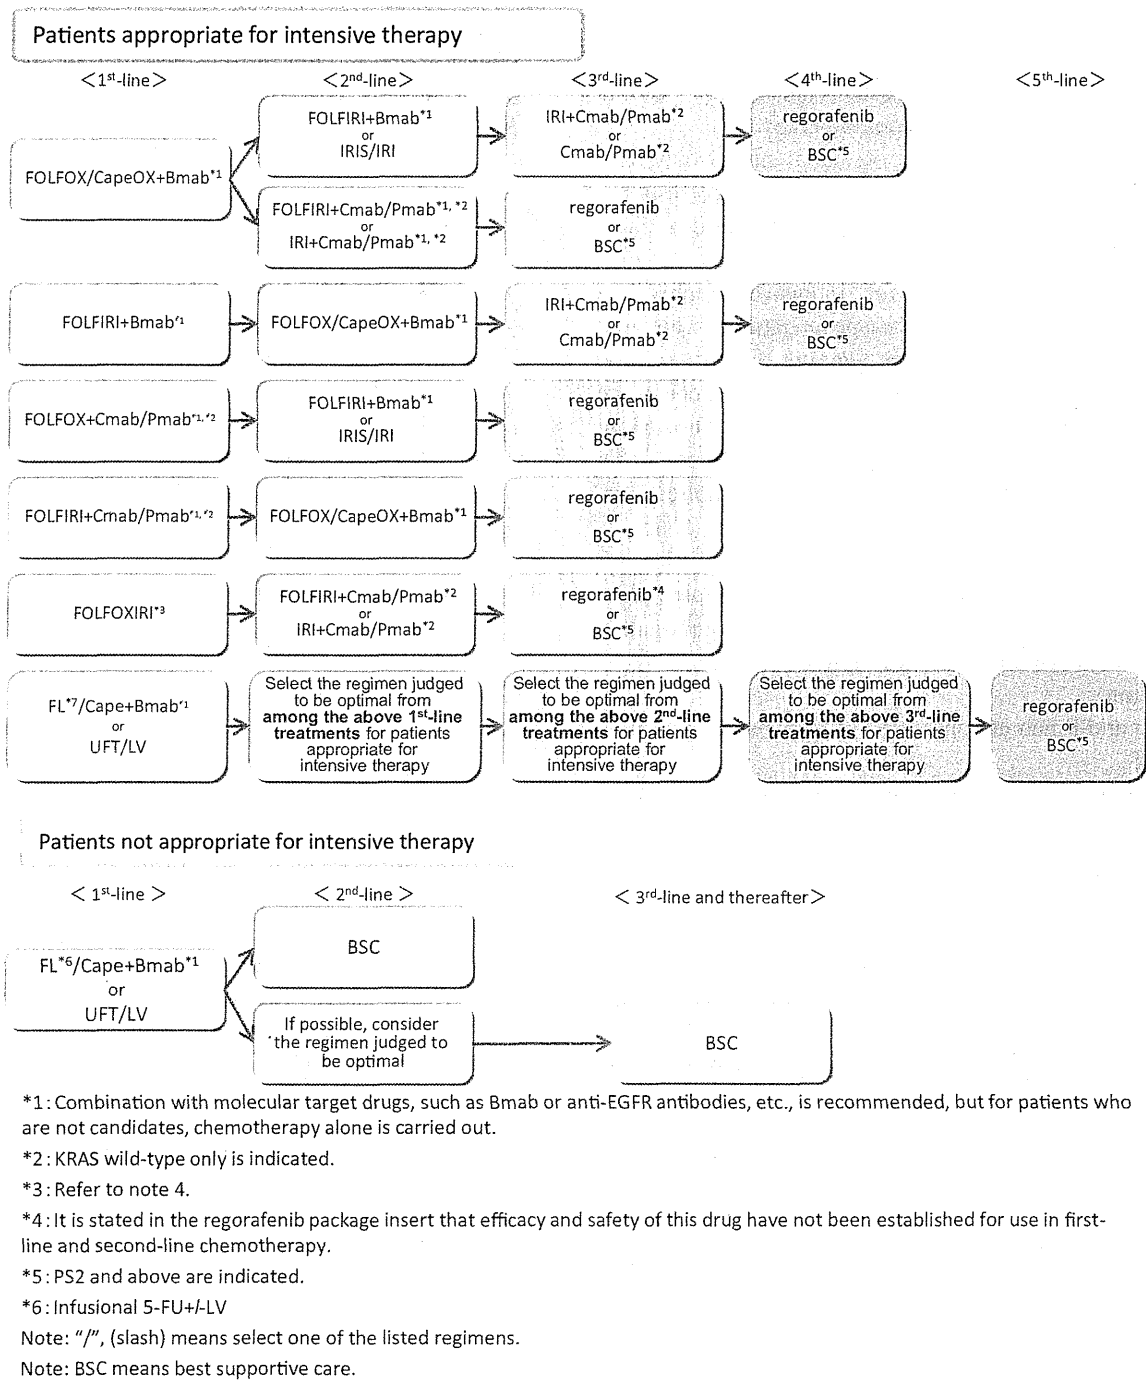 Patients appropriate for intensive therapy
<1st-line> <2nd-line> <3rd-line> <4th-line> <5th-line>
FOLFOX/CapeOX+Bmab*1
FOLFIRI+Bmab*1
or
IRIS/IRI
IRI+Cmab/Pmab*2
or
Cmab/Pmab*2
regorafenib
or
BSC*5
FOLFIRI+Cmab/Pmab*1, *2
or
IRI+Cmab/Pmab*1, *2
regorafenib
or
BSC*5
FOLFIRI+Bmab*1
FOLFOX/CapeOX+Bmab*1
IRI+Cmab/Pmab*2
or
Cmab/Pmab*2
regorafenib
or
BSC*5
FOLFOX+Cmab/Pmab*1, *2
FOLFIRI+Bmab*1
or
IRIS/IRI
regorafenib
or
BSC*5
FOLFIRI+Cmab/Pmab*1, *2
FOLFOX/CapeOX+Bmab*1
regorafenib
or
BSC*5
FOLFOXIRI*3
FOLFIRI+Cmab/Pmab*2
or
IRI+Cmab/Pmab*2
regorafenib*4
or
BSC*5
FL*7/Cape+Bmab*1
or
UFT/LV
Select the regimen judged
to be optimal from
among the above 1st-line
treatments for patients
appropriate for
intensive therapy
Select the regimen judged
to be optimal from
among the above 2nd-line
treatments for patients
appropriate for
intensive therapy
Select the regimen judged
to be optimal from
among the above 3rd-line
treatments for patients
appropriate for
intensive therapy
regorafenib
or
BSC*5
Patients not appropriate for intensive therapy
< 1st-line > < 2nd-line > < 3rd-line and thereafter>
FL*6/Cape+Bmab*1
or
UFT/LV
BSC
If possible, consider
the regimen judged to
be optimal
BSC
*1: Combination with molecular target drugs, such as Bmab or anti-EGFR antibodies, etc., is recommended, but for patients who
are not candidates, chemotherapy alone is carried out.
*2: KRAS wild-type only is indicated.
*3: Refer to note 4.
*4: It is stated in the regorafenib package insert that efficacy and safety of this drug have not been established for use in first-
line and second-line chemotherapy.
*5: PS2 and above are indicated.
*6: Infusional 5-FU+/-LV
Note: "/", (slash) means select one of the listed regimens.
Note: BSC means best supportive care.